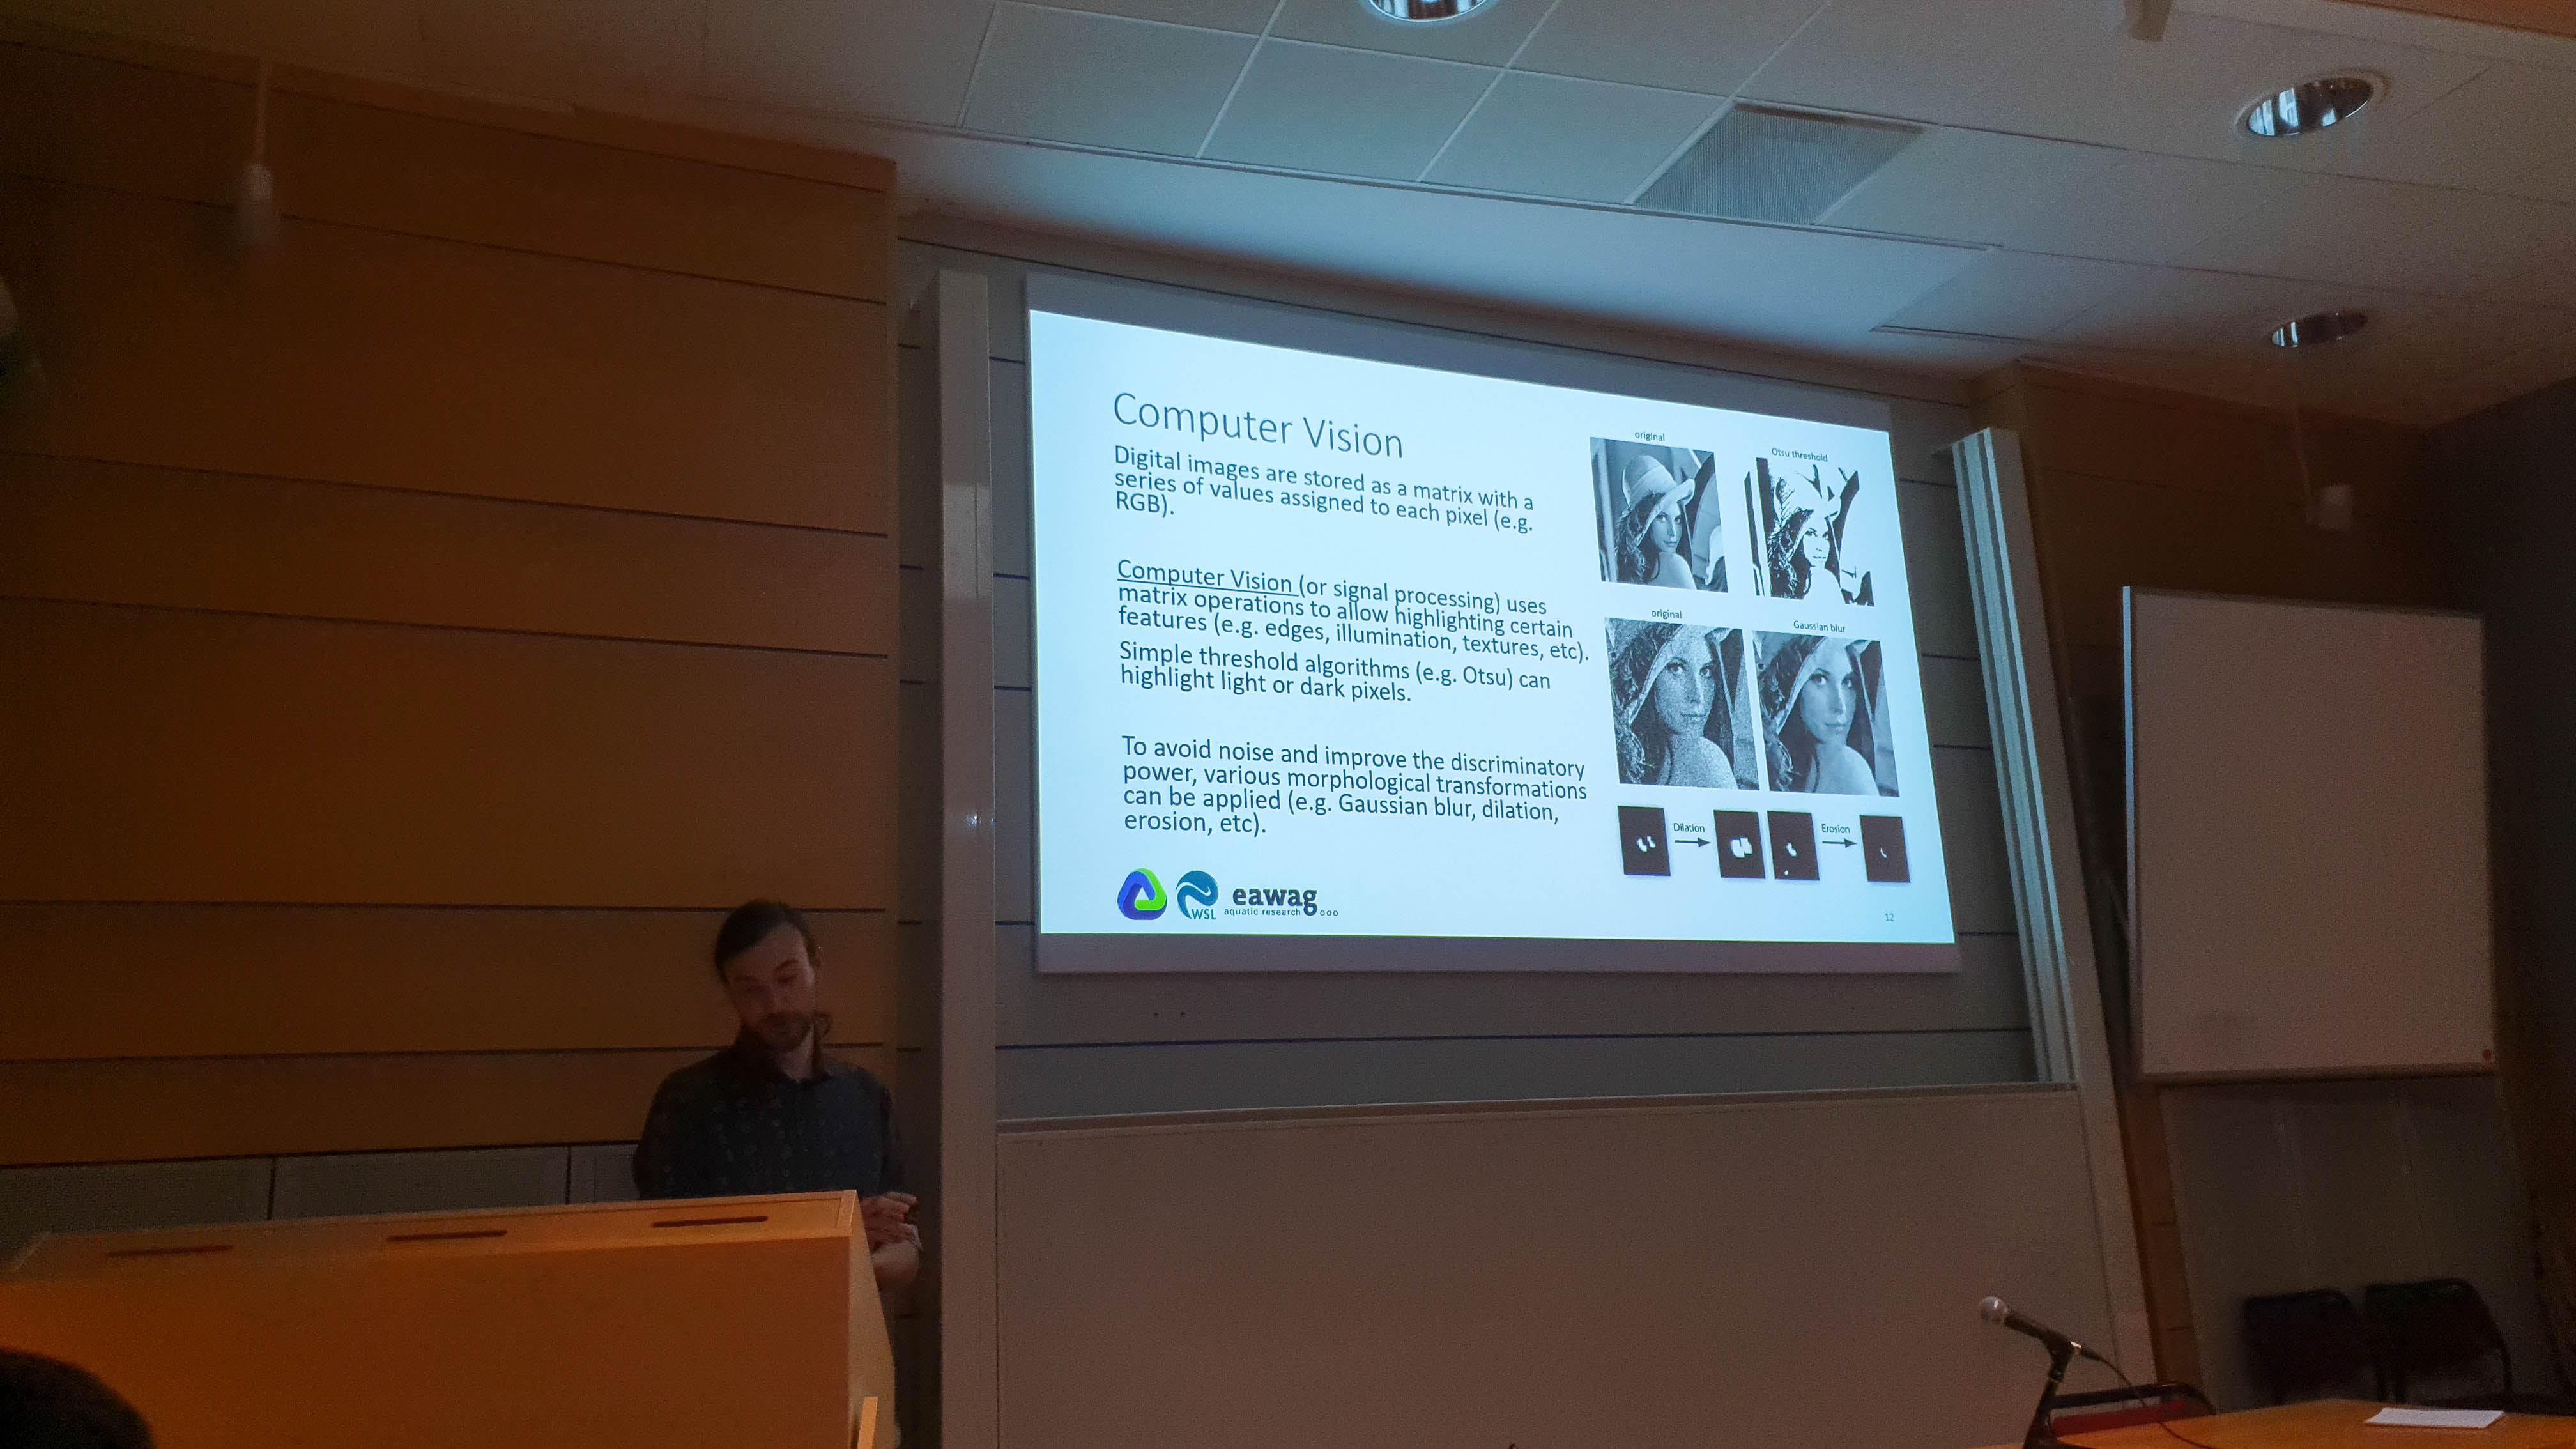 Computer Vision
Digital images are stored as a matrix with a
series of values assigned to each pixel (e.g.
RGB).
Computer Vision (or signal processing) uses
matrix operations to allow highlighting certain
features (e.g. edges, illumination, textures, etc).
Simple threshold algorithms (e.g. Otsu) can
highlight light or dark pixels.
To avoid noise and improve the discriminatory
power, various morphological transformations
can be applied (e.g. Gaussian blur, dilation,
erosion, etc).
original
Otsu threshold
original
Gaussian blur
Dilation
Erosion
WSL
eawag
aquatic research
12